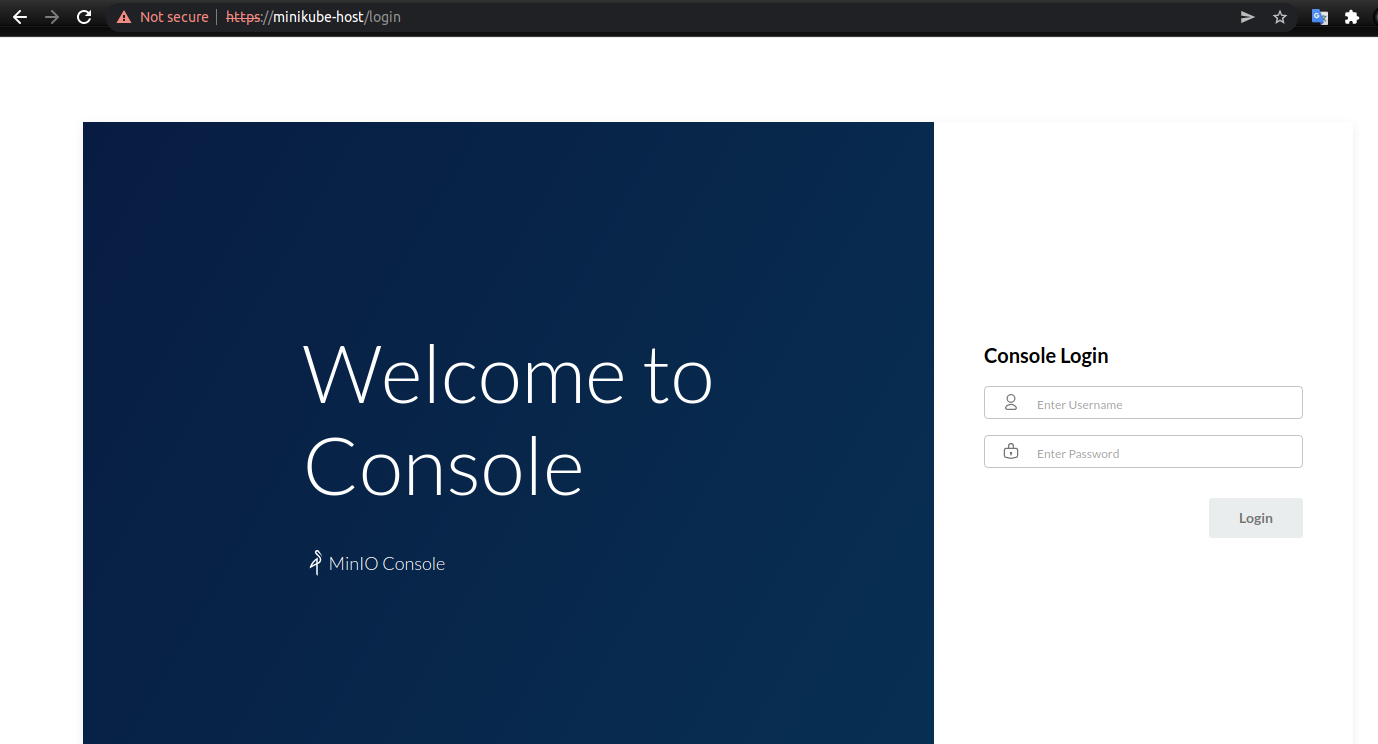 Not secure | https://minikube-host/login
Welcome to
Console
MinIO Console
Console Login
Enter Username
Enter Password
Login